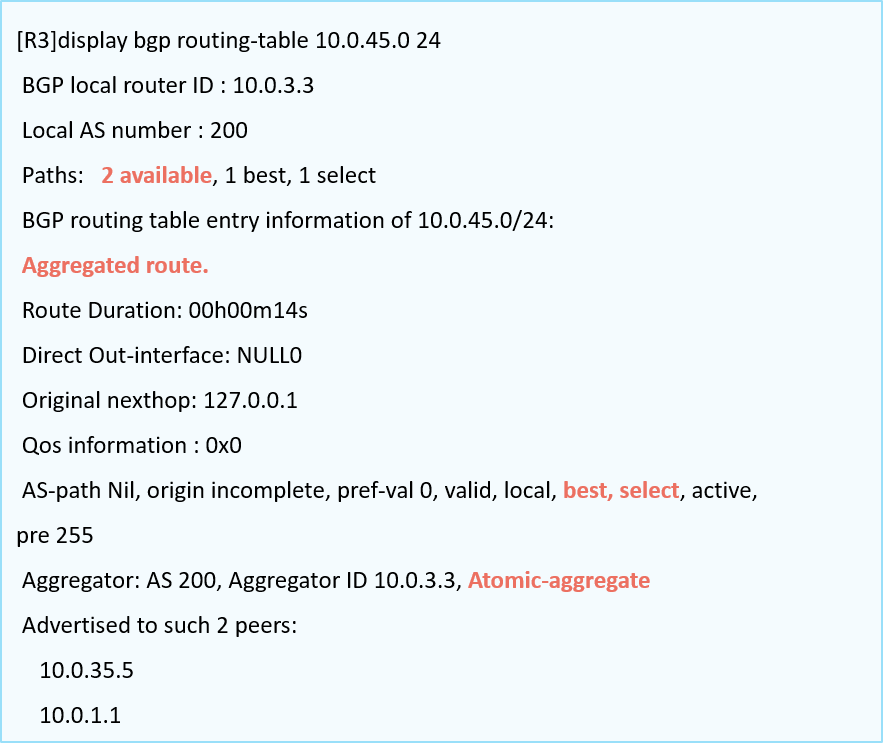 [R3]display bgp routing-table 10.0.45.0 24
BGP local router ID : 10.0.3.3
Local AS number : 200
Paths:   2 available, 1 best, 1 select
BGP routing table entry information of 10.0.45.0/24:
Aggregated route.
Route Duration: 00h00m14s
Direct Out-interface: NULL0
Original nexthop: 127.0.0.1
Qos information : 0x0
AS-path Nil, origin incomplete, pref-val 0, valid, local, best, select, active,
pre 255
Aggregator: AS 200, Aggregator ID 10.0.3.3, Atomic-aggregate
Advertised to such 2 peers:
10.0.35.5
10.0.1.1